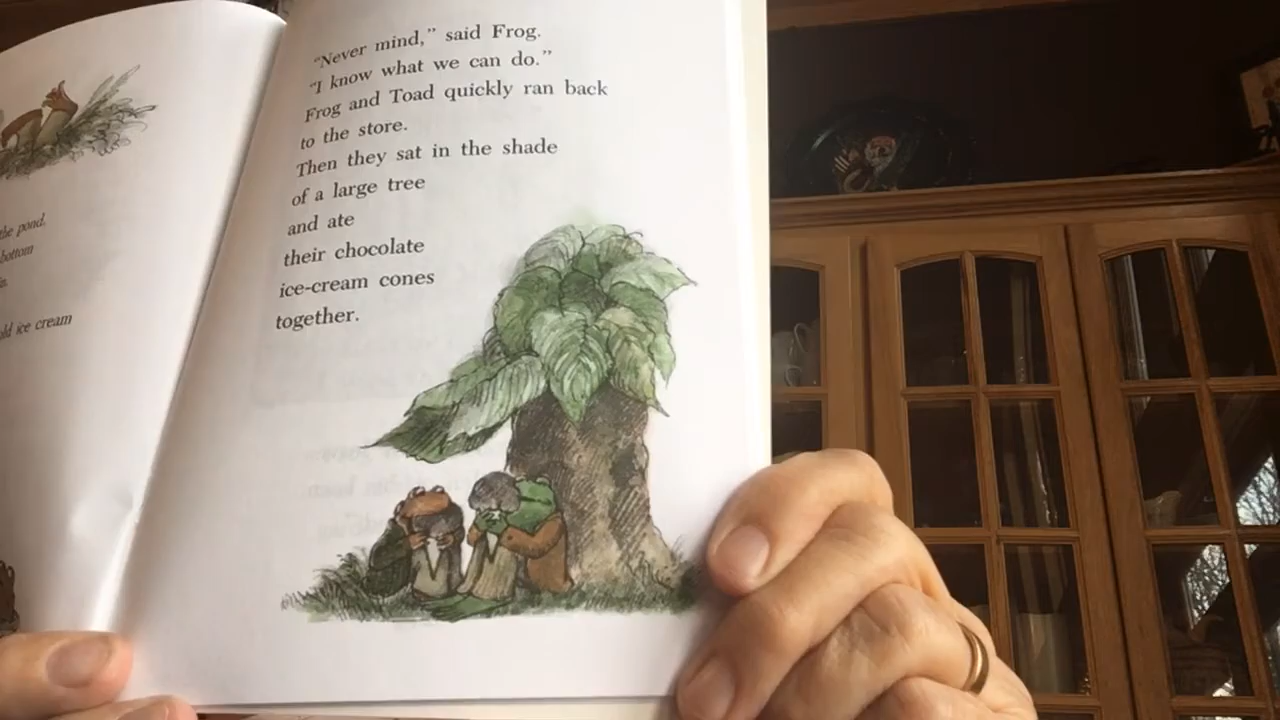 the pond,
bottom
in.
old ice cream
“Never mind,” said Frog.
“I know what we can do.”
Frog and Toad quickly ran back
to the store.
Then they sat in the shade
of a large tree
and ate
their chocolate
ice-cream cones
together.